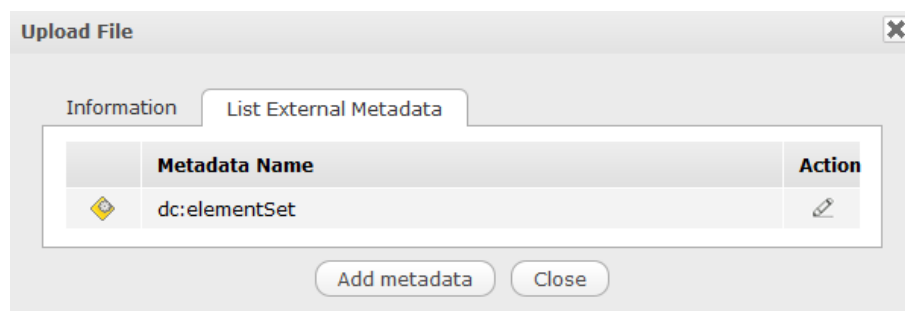 Upload File
Information List External Metadata
Metadata Name Action
dc:elementSet
Add metadata Close